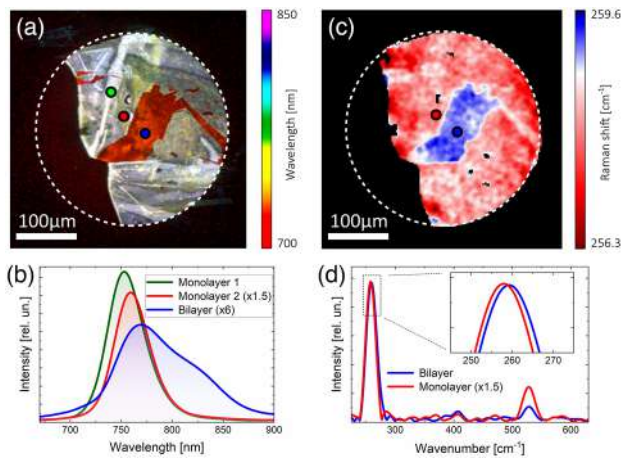 (a)
100μm
850
Wavelength [nm]
700
(c)
100μm
259.6
Raman shift [cm⁻¹]
256.3
(b)
Intensity [rel. un.]
Monolayer 1
Monolayer 2 (x1.5)
Bilayer (x6)
700 750 800 850 900
Wavelength [nm]
(d)
Intensity [rel. un.]
250 255 260 265 270
Bilayer
Monolayer (x1.5)
300 400 500 600
Wavenumber [cm⁻¹]